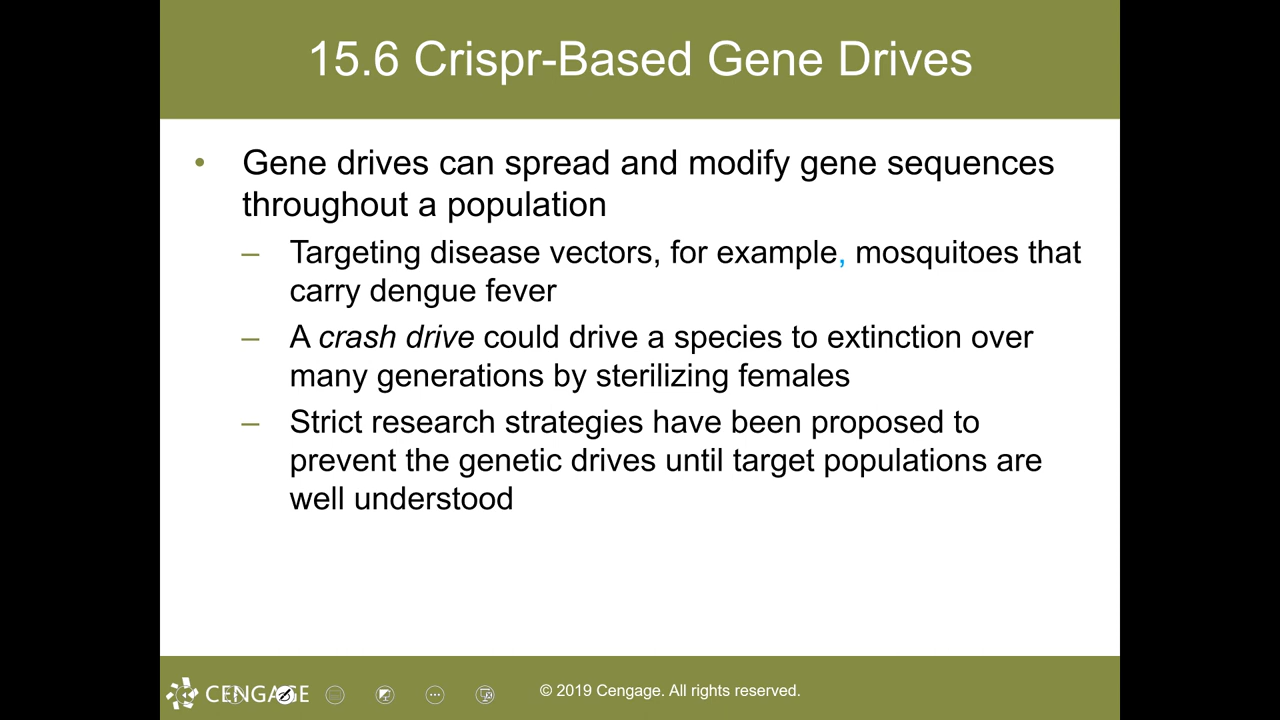 15.6 Crispr-Based Gene Drives
• Gene drives can spread and modify gene sequences
throughout a population
– Targeting disease vectors, for example, mosquitoes that
carry dengue fever
– A crash drive could drive a species to extinction over
many generations by sterilizing females
– Strict research strategies have been proposed to
prevent the genetic drives until target populations are
well understood
CENGAGE
© 2019 Cengage. All rights reserved.